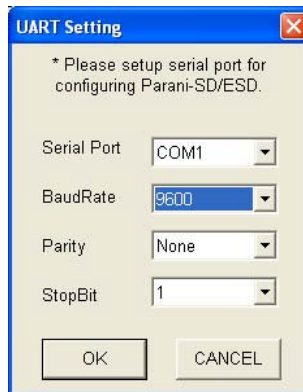 UART Setting
* Please setup serial port for
configuring Parani-SD/ESD.
Serial Port COM1
BaudRate 9600
Parity None
StopBit 1
OK CANCEL